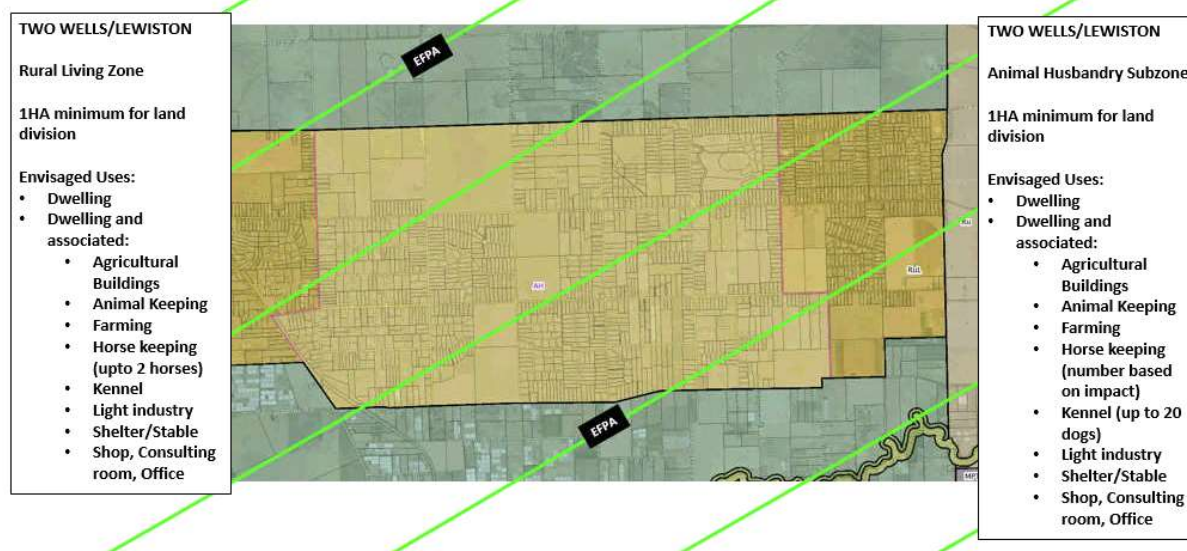 TWO WELLS/LEWISTON
Rural Living Zone
1HA minimum for land
division
Envisaged Uses:
• Dwelling
• Dwelling and
associated:
• Agricultural
Buildings
• Animal Keeping
• Farming
• Horse keeping
(upto 2 horses)
• Kennel
• Light industry
• Shelter/Stable
• Shop, Consulting
room, Office
EFPA
AH
EFPA
Ru
RuL
TWO WELLS/LEWISTON
Animal Husbandry Subzone
1HA minimum for land
division
Envisaged Uses:
• Dwelling
• Dwelling and
associated:
• Agricultural
Buildings
• Animal Keeping
• Farming
• Horse keeping
(number based
on impact)
• Kennel (up to 20
dogs)
• Light industry
• Shelter/Stable
• Shop, Consulting
room, Office